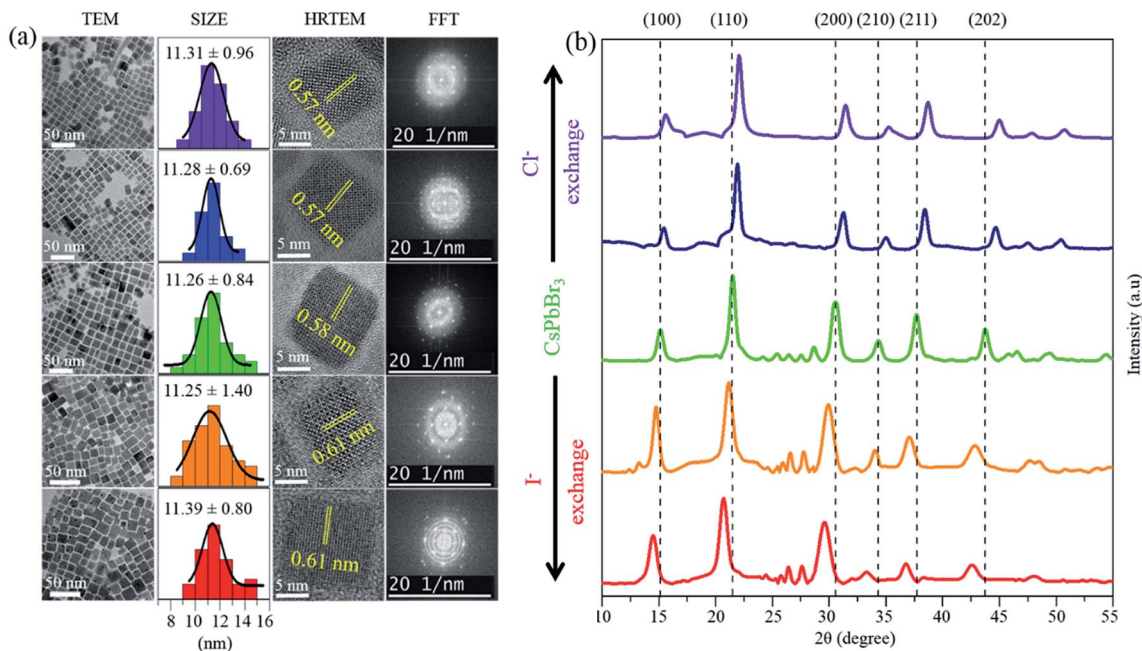 TEM SIZE HRTEM FFT
(a)
11.31 ± 0.96
50 nm
0.57 nm
5 nm
20 1/nm
11.28 ± 0.69
50 nm
0.57 nm
5 nm
20 1/nm
11.26 ± 0.84
50 nm
0.58 nm
5 nm
20 1/nm
11.25 ± 1.40
50 nm
0.61 nm
5 nm
20 1/nm
11.39 ± 0.80
50 nm
0.61 nm
5 nm
20 1/nm
8 10 12 14 16
(nm)
(b)
(100) (110) (200) (210) (211) (202)
Cl⁻
exchange
CsPbBr₃
I⁻
exchange
Intensity (a.u)
10 15 20 25 30 35 40 45 50 55
2θ (degree)